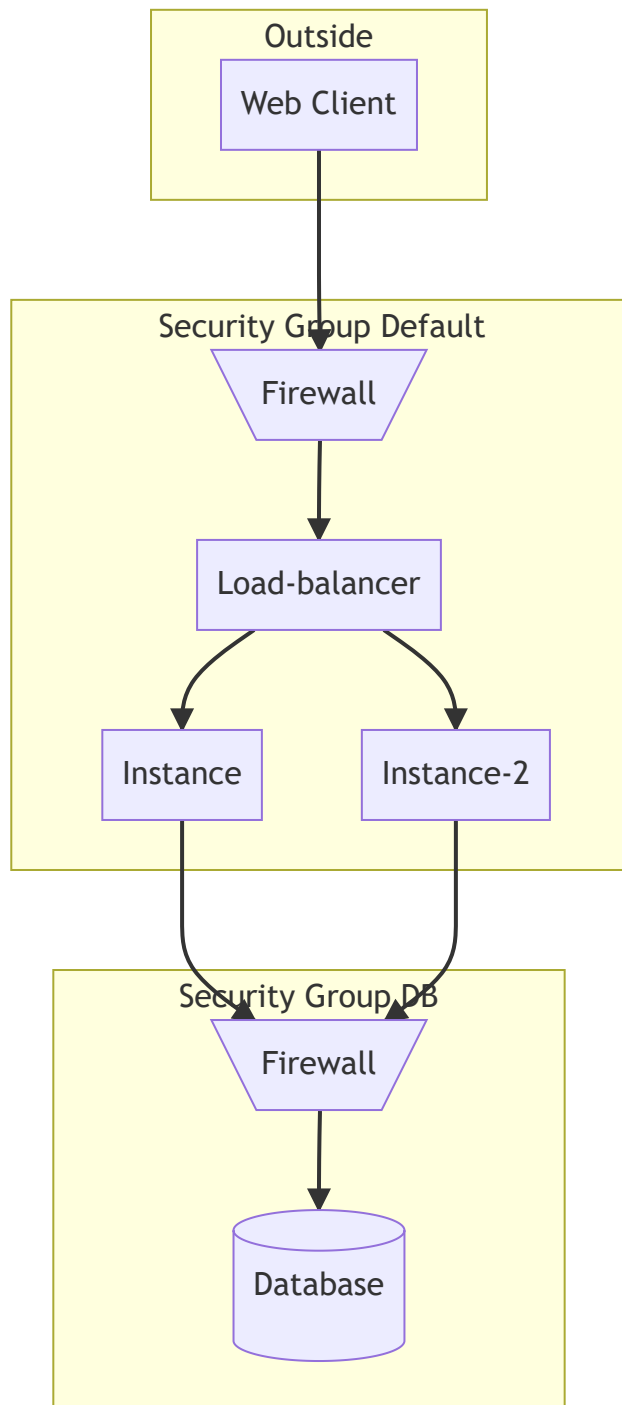 Outside
Web Client
Security Group Default
Firewall
Load-balancer
Instance
Instance-2
Security Group DB
Firewall
Database